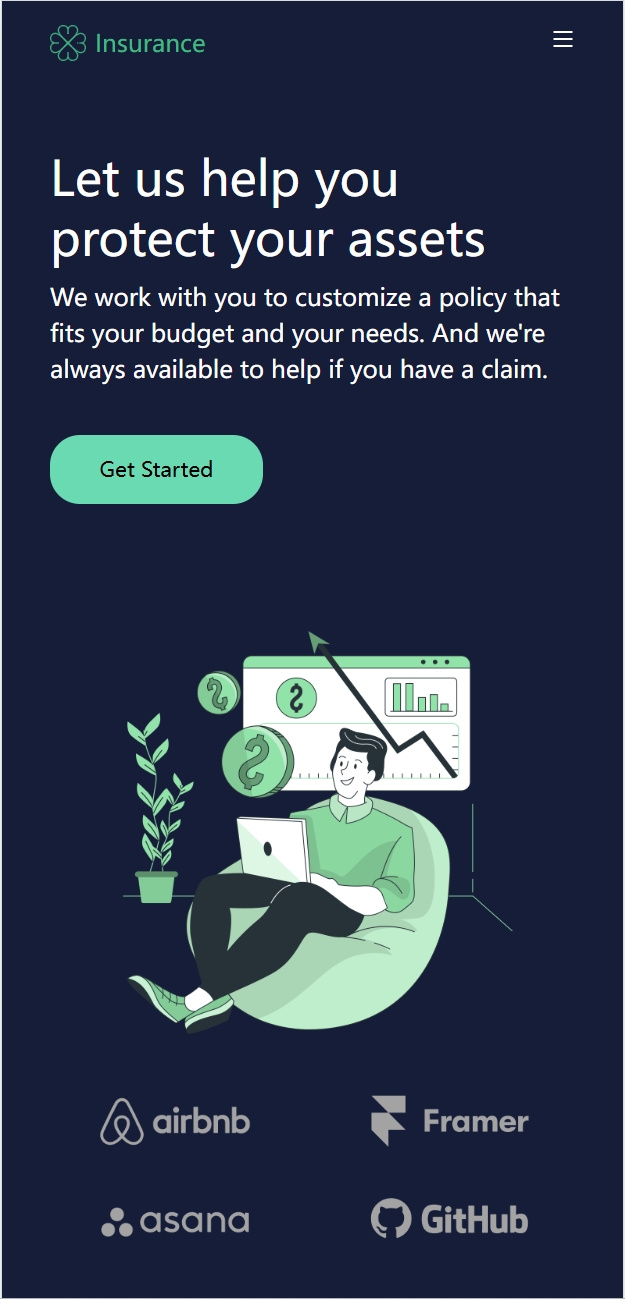 Insurance
Let us help you
protect your assets
We work with you to customize a policy that
fits your budget and your needs. And we're
always available to help if you have a claim.
Get Started
airbnb
Framer
asana
GitHub